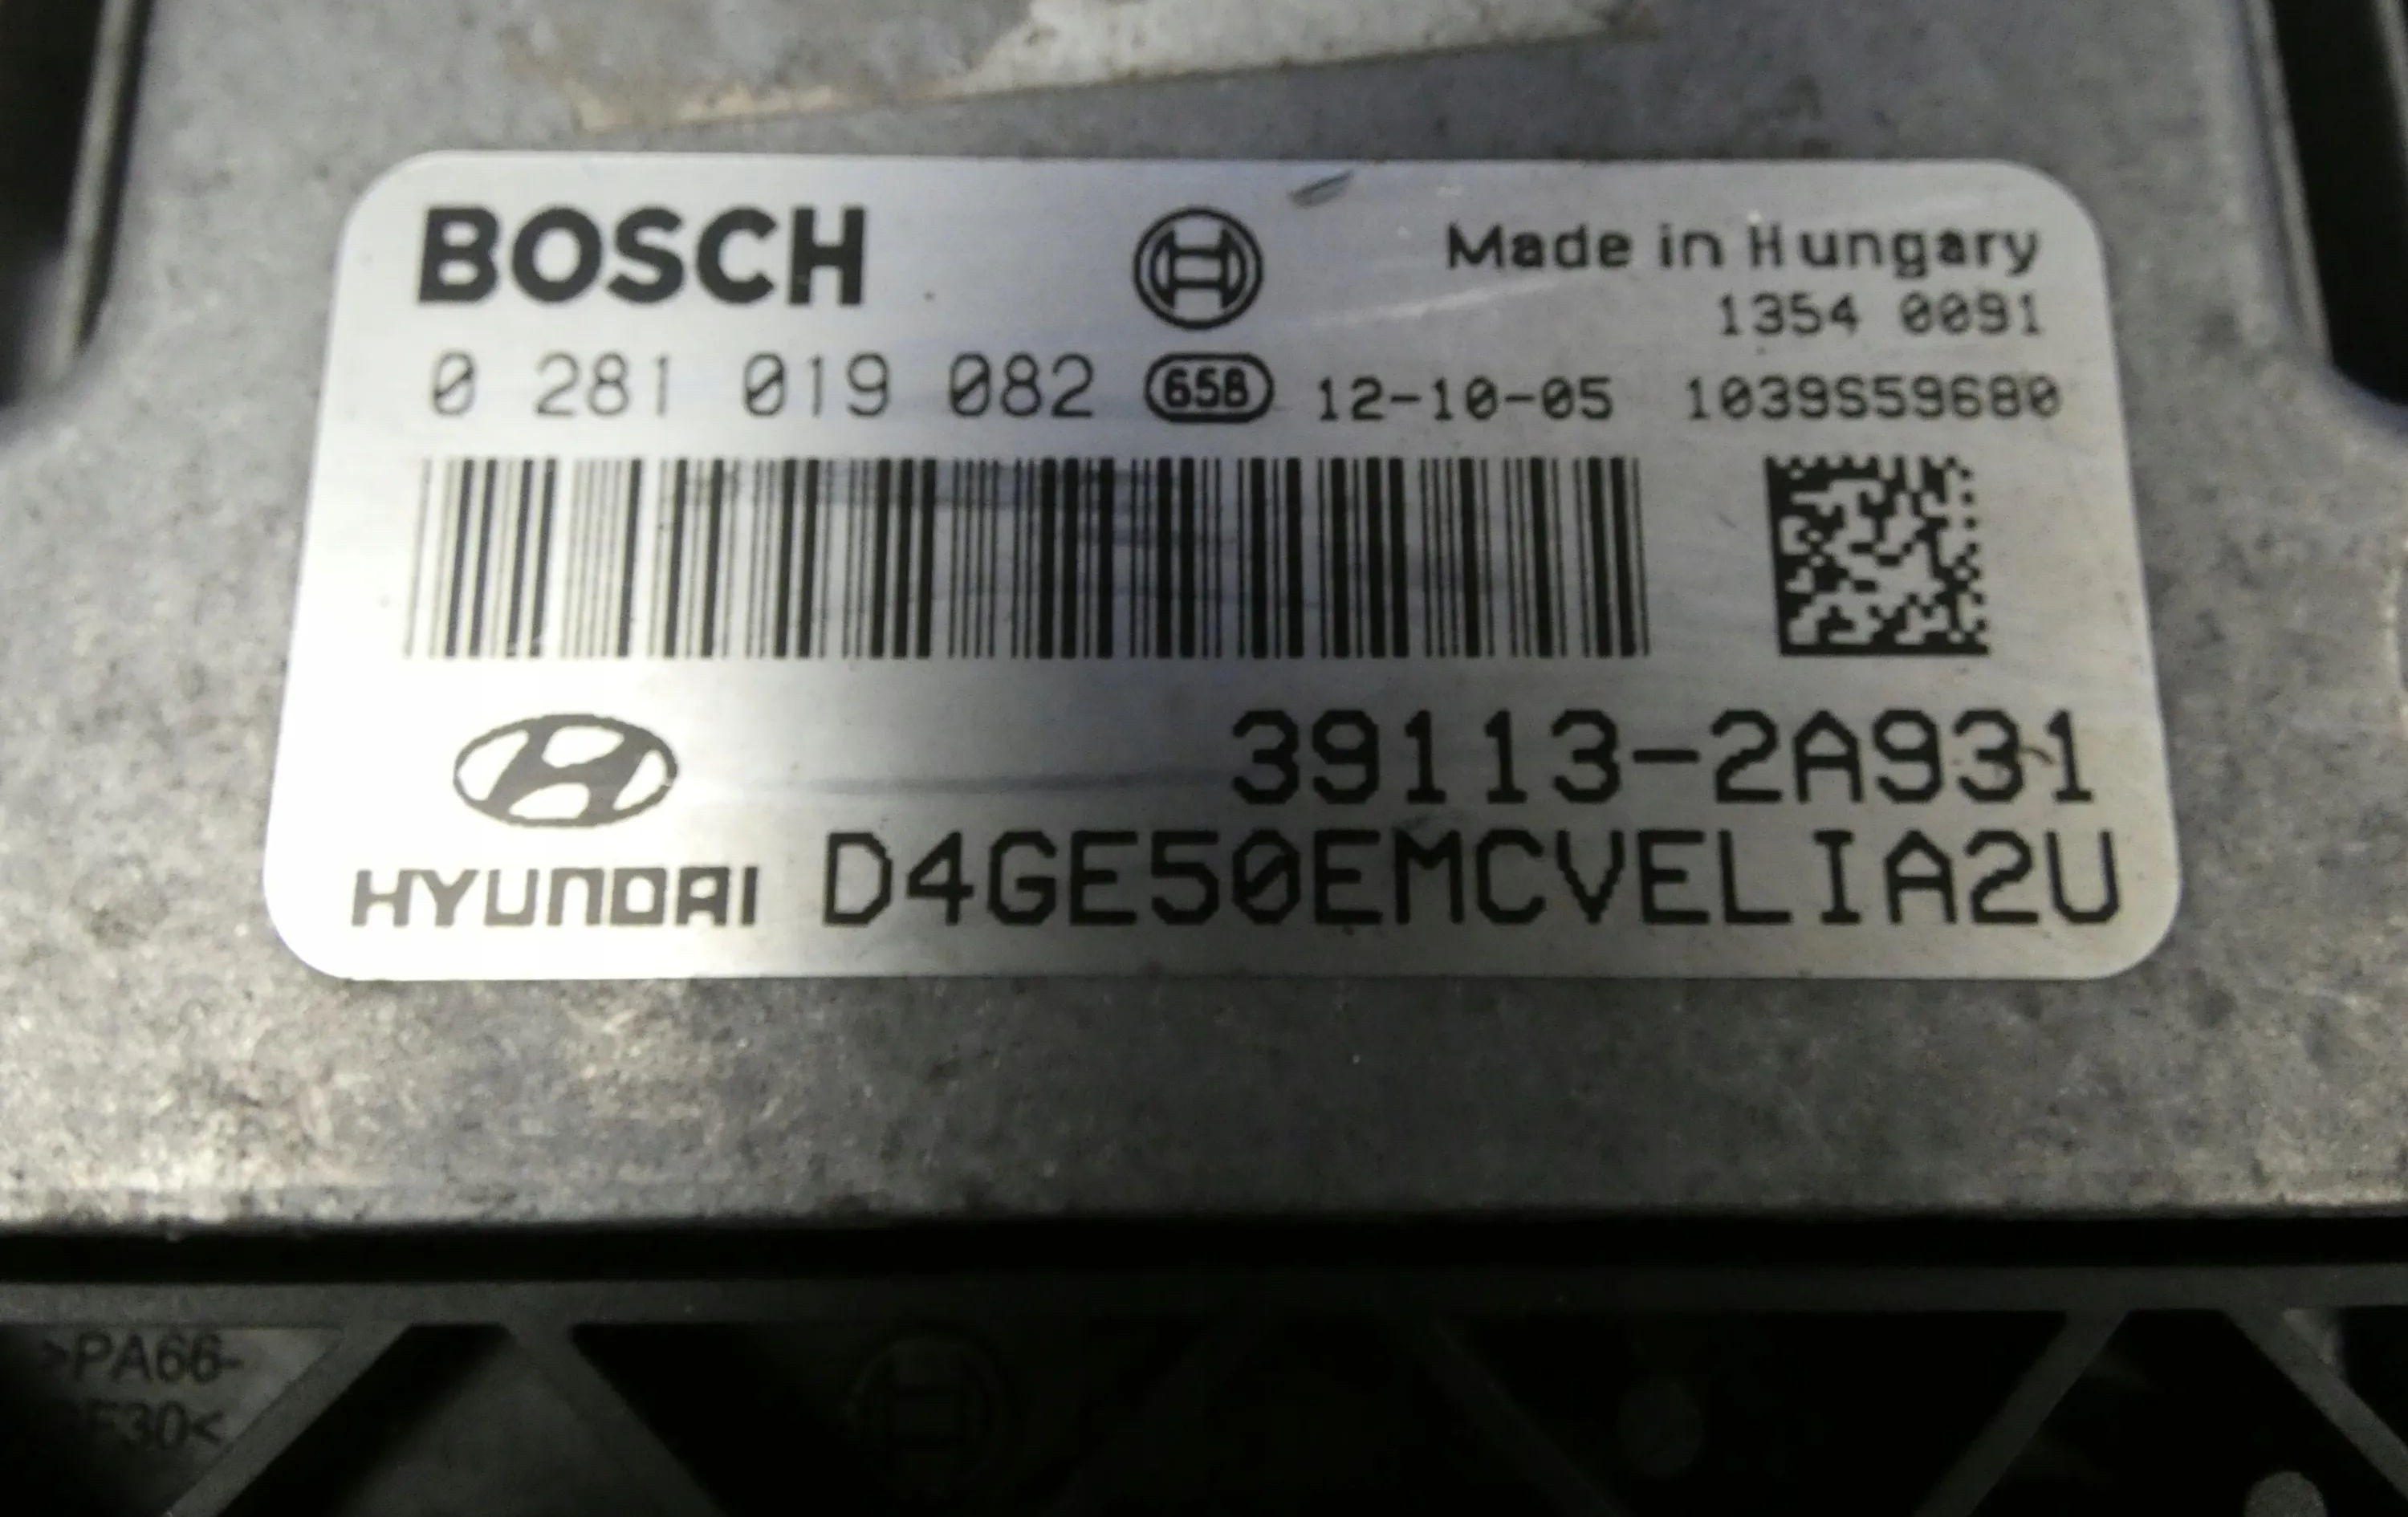 BOSCH
Made in Hungary
1354 0091
0 281 019 082 658 12-10-05 1039S59680
39113-2A931
HYUNDAI D4GE50EMCVELIA2U
>PA66-
F30<